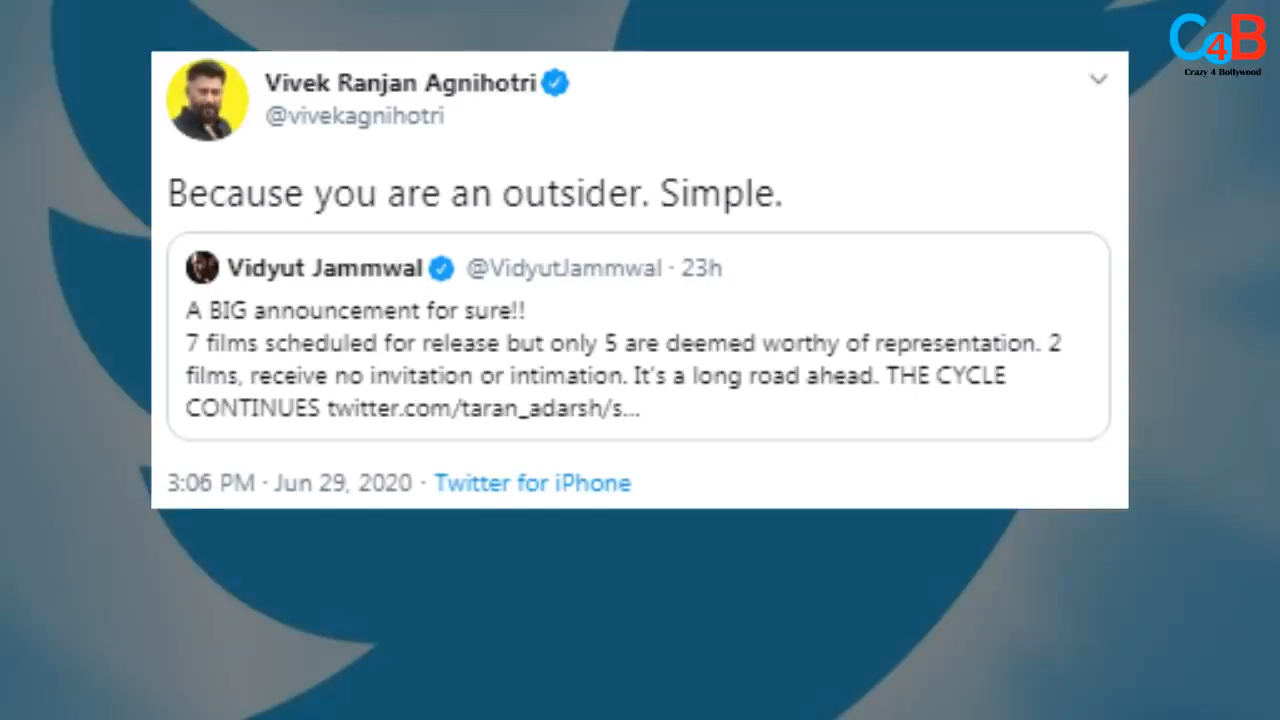 C4B
Crazy 4 Bollywood
Vivek Ranjan Agnihotri
@vivekagnihotri
Because you are an outsider. Simple.
Vidyut Jammwal @VidyutJammwal · 23h
A BIG announcement for sure!!
7 films scheduled for release but only 5 are deemed worthy of representation. 2
films, receive no invitation or intimation. It's a long road ahead. THE CYCLE
CONTINUES twitter.com/taran_adarsh/s...
3:06 PM · Jun 29, 2020 · Twitter for iPhone